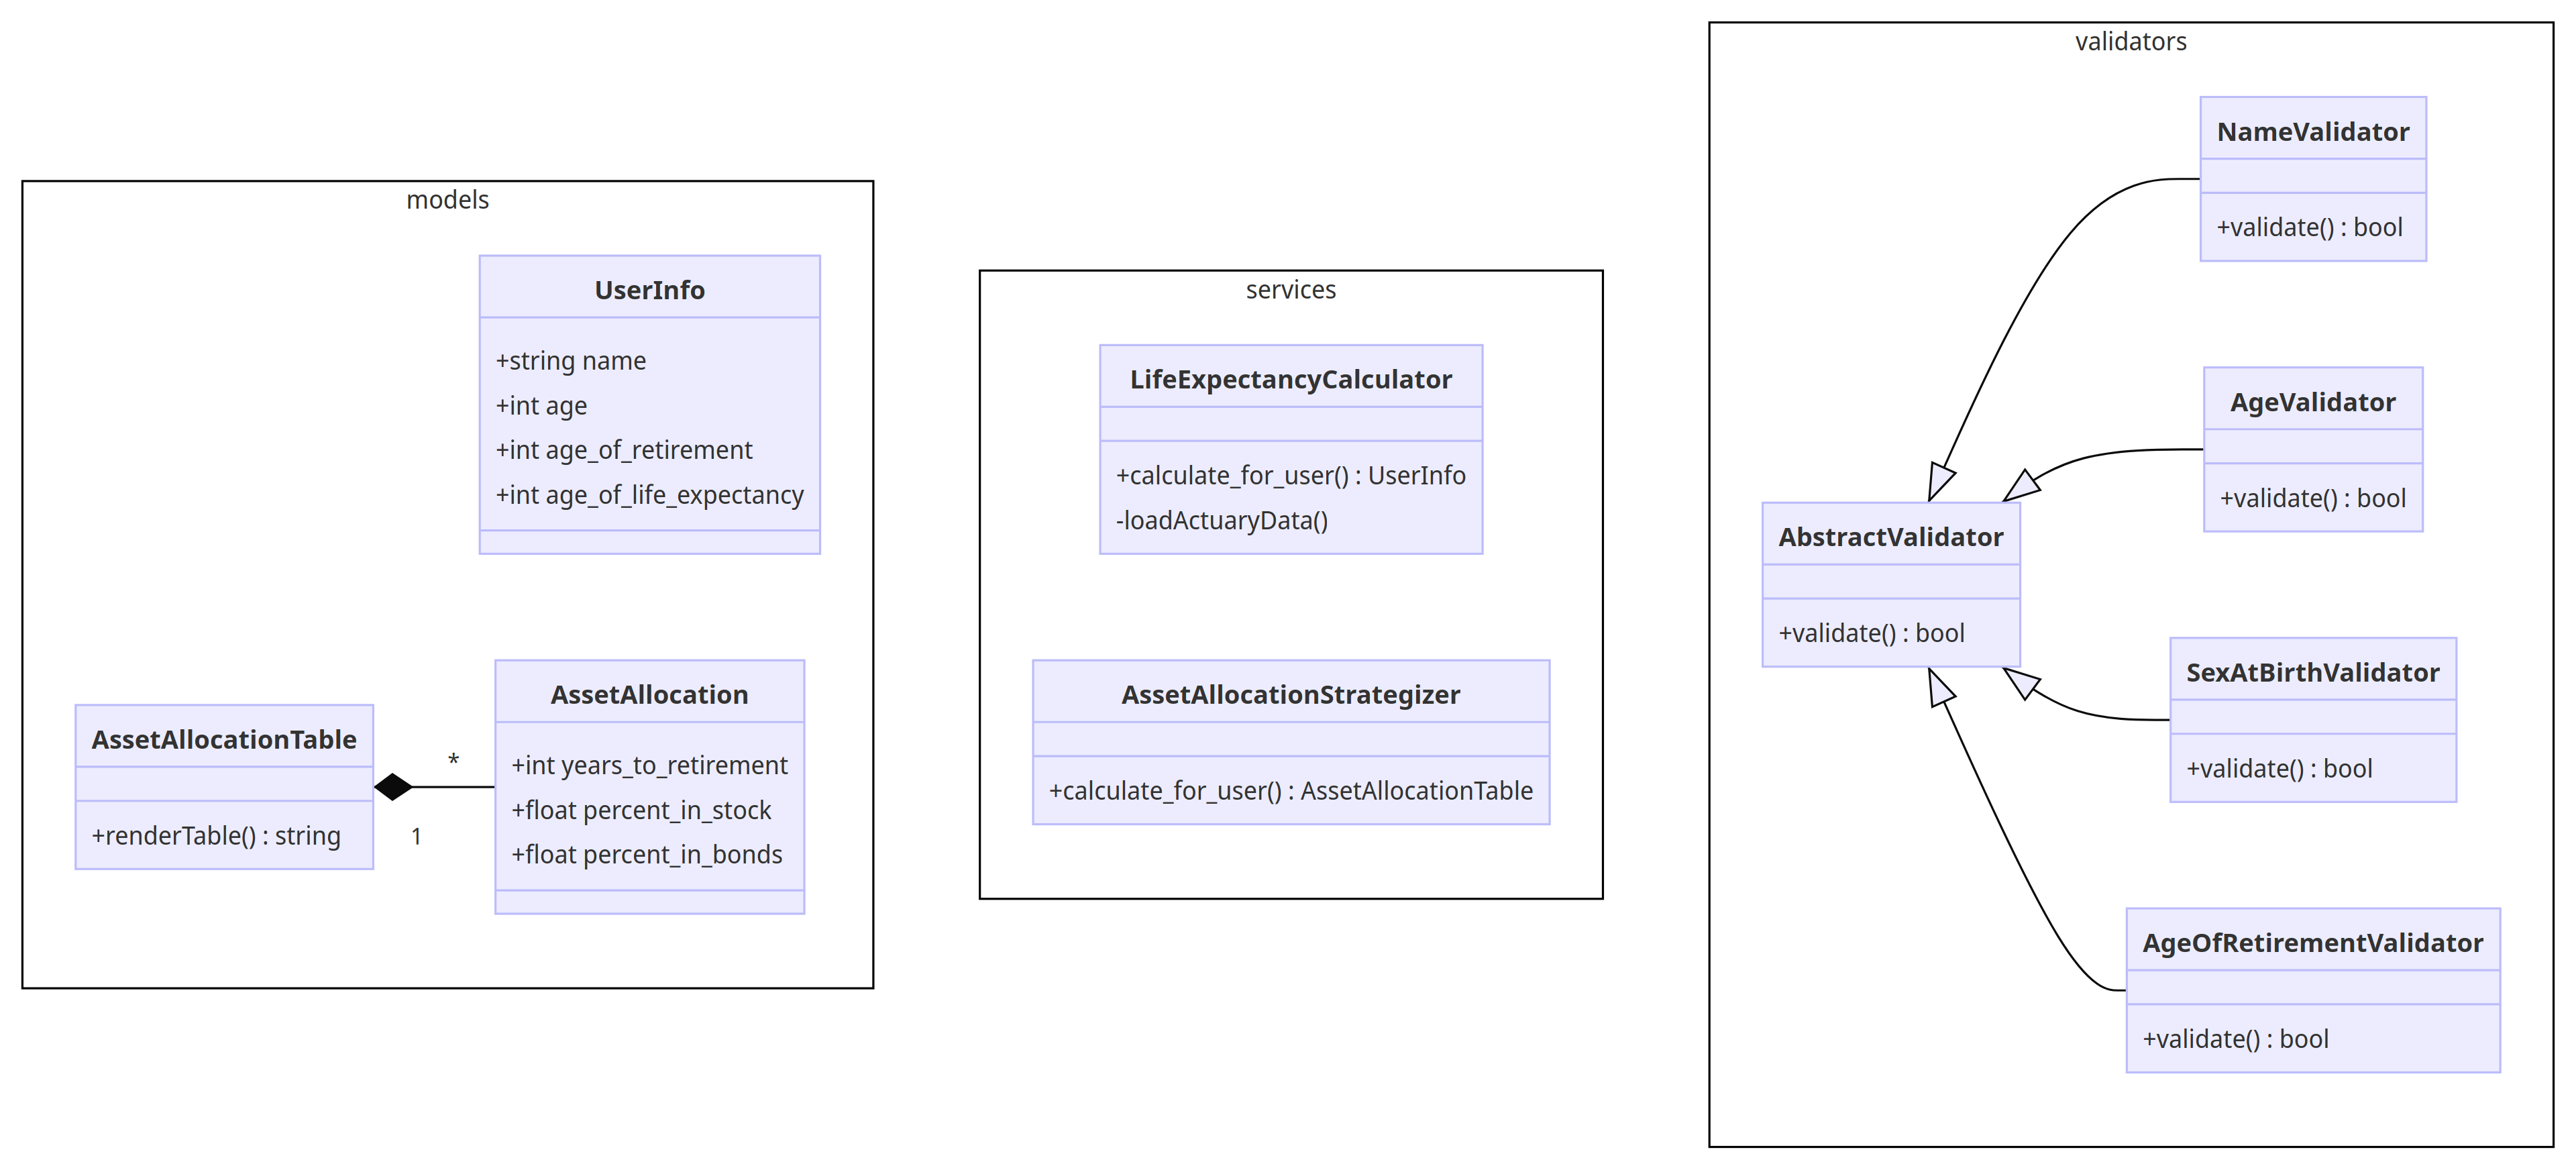 models
UserInfo
+string name
+int age
+int age_of_retirement
+int age_of_life_expectancy
AssetAllocationTable
+renderTable() : string
*
1
AssetAllocation
+int years_to_retirement
+float percent_in_stock
+float percent_in_bonds
services
LifeExpectancyCalculator
+calculate_for_user() : UserInfo
-loadActuaryData()
AssetAllocationStrategizer
+calculate_for_user() : AssetAllocationTable
validators
NameValidator
+validate() : bool
AgeValidator
+validate() : bool
AbstractValidator
+validate() : bool
SexAtBirthValidator
+validate() : bool
AgeOfRetirementValidator
+validate() : bool